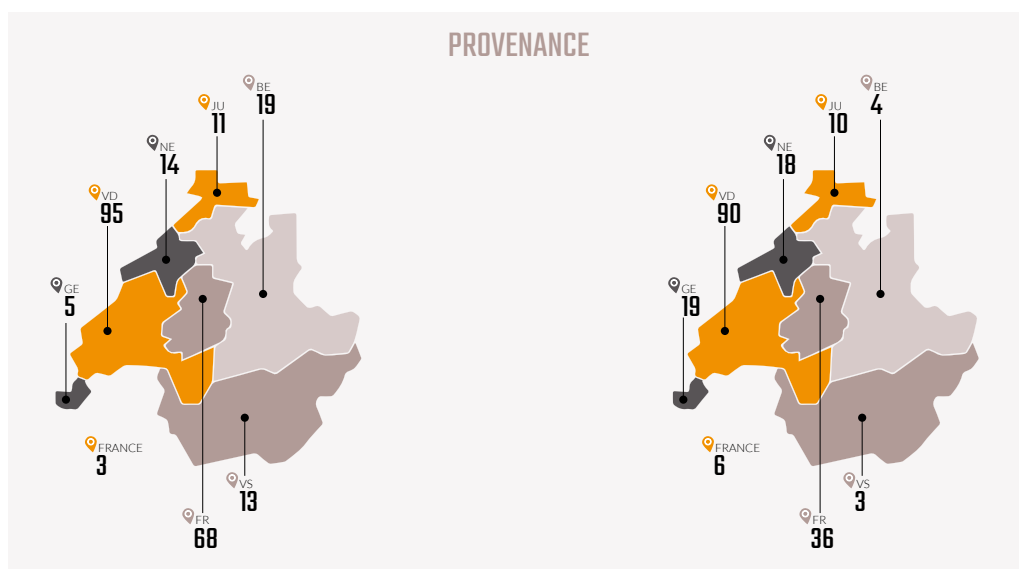 PROVENANCE
BE
19
JU
11
NE
14
VD
95
GE
5
FRANCE
3
VS
13
FR
68
BE
4
JU
10
NE
18
VD
90
GE
19
FRANCE
6
VS
3
FR
36